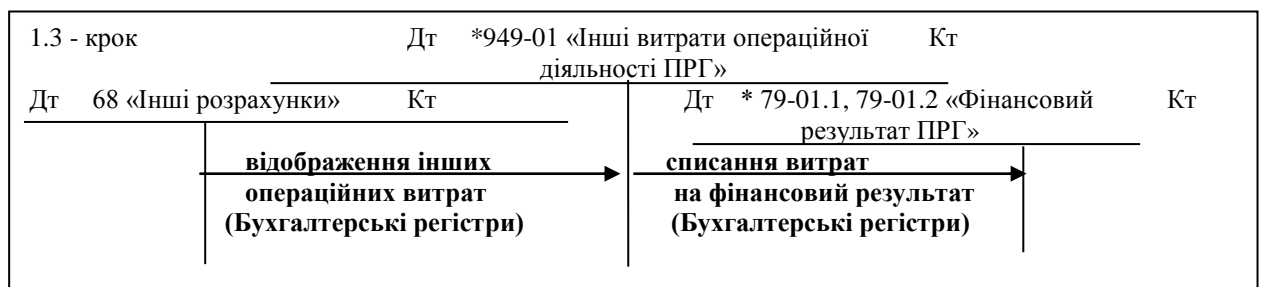 1.3 - крок Дт *949-01 «Інші витрати операційної Кт
діяльності ПРГ»
Дт 68 «Інші розрахунки» Кт Дт * 79-01.1, 79-01.2 «Фінансовий Кт
результат ПРГ»
відображення інших списання витрат
операційних витрат на фінансовий результат
(Бухгалтерські регістри) (Бухгалтерські регістри)